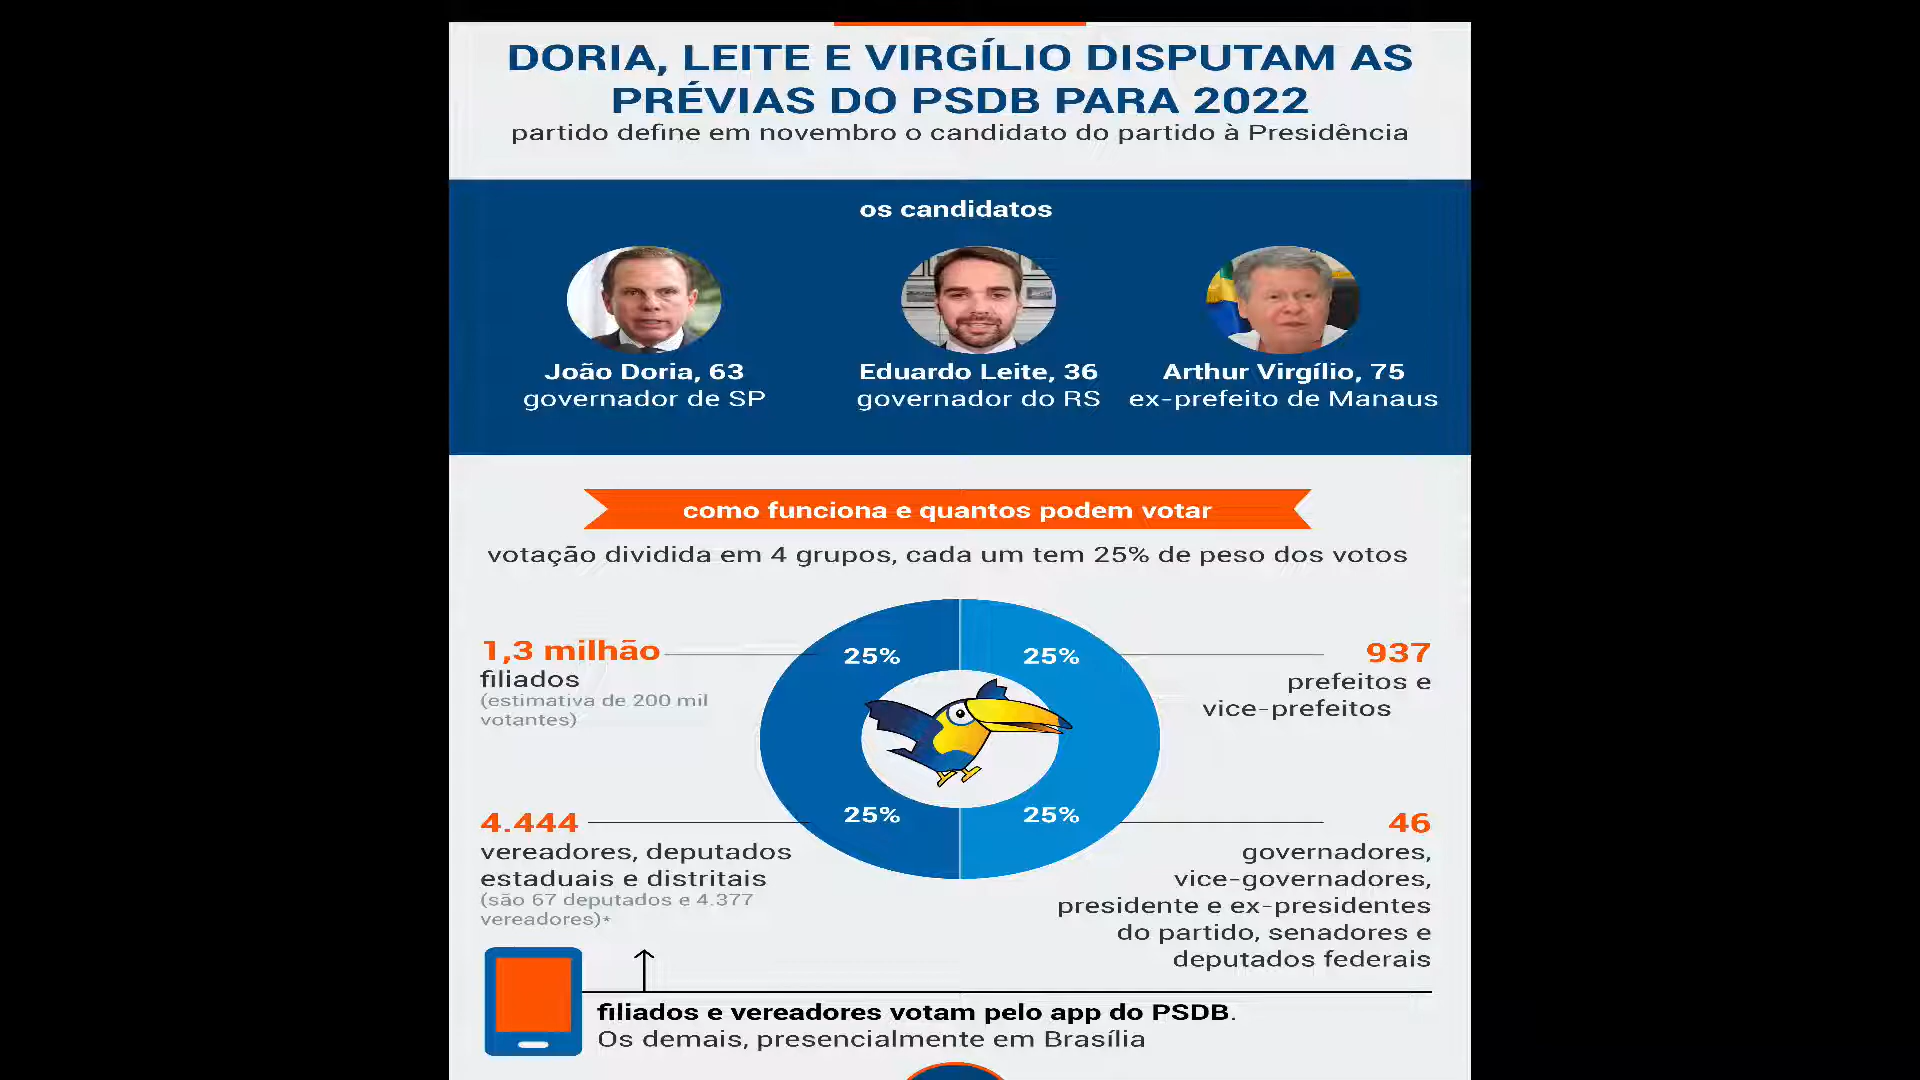 DORIA, LEITE E VIRGÍLIO DISPUTAM AS
PRÉVIAS DO PSDB PARA 2022
partido define em novembro o candidato do partido à Presidência
os candidatos
João Doria, 63
governador de SP
Eduardo Leite, 36
governador do RS
Arthur Virgílio, 75
ex-prefeito de Manaus
como funciona e quantos podem votar
votação dividida em 4 grupos, cada um tem 25% de peso dos votos
1,3 milhão
filiados
(estimativa de 200 mil
votantes)
25%
25%
937
prefeitos e
vice-prefeitos
4.444
vereadores, deputados
estaduais e distritais
(são 67 deputados e 4.377
vereadores)*
25%
25%
46
governadores,
vice-governadores,
presidente e ex-presidentes
do partido, senadores e
deputados federais
filiados e vereadores votam pelo app do PSDB.
Os demais, presencialmente em Brasília